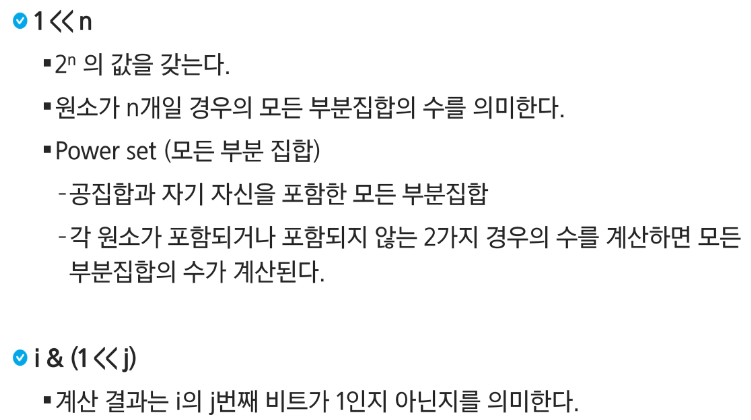 1 << n
▪2ⁿ 의 값을 갖는다.
▪원소가 n개일 경우의 모든 부분집합의 수를 의미한다.
▪Power set (모든 부분 집합)
-공집합과 자기 자신을 포함한 모든 부분집합
-각 원소가 포함되거나 포함되지 않는 2가지 경우의 수를 계산하면 모든
부분집합의 수가 계산된다.
i & (1 << j)
▪계산 결과는 i의 j번째 비트가 1인지 아닌지를 의미한다.